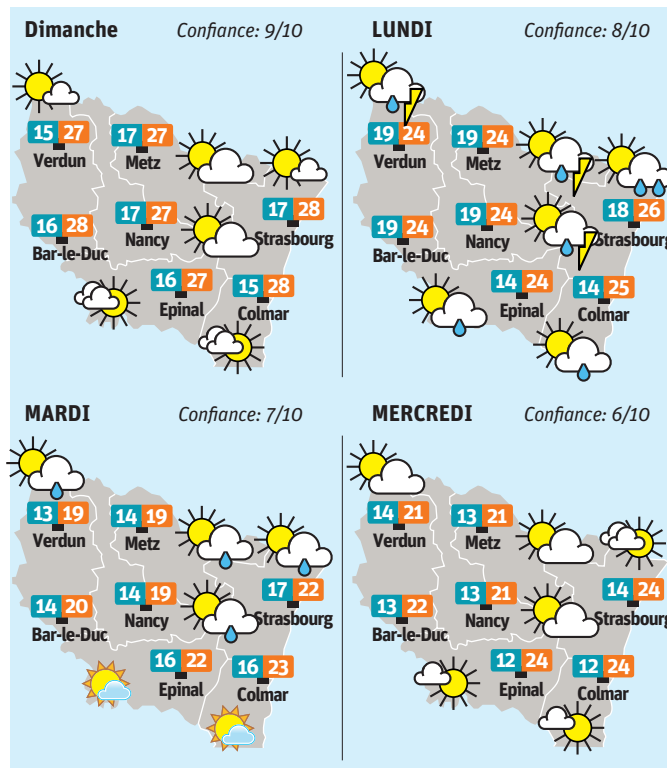 Dimanche Confiance: 9/10
15 27 17 27
Verdun Metz
16 28 17 27 17 28
Bar-le-Duc Nancy Strasbourg
16 27 15 28
Epinal Colmar
LUNDI Confiance: 8/10
19 24 19 24
Verdun Metz
19 24 19 24 18 26
Bar-le-Duc Nancy Strasbourg
14 24 14 25
Epinal Colmar
MARDI Confiance: 7/10
13 19 14 19
Verdun Metz
14 20 14 19 17 22
Bar-le-Duc Nancy Strasbourg
16 22 16 23
Epinal Colmar
MERCREDI Confiance: 6/10
14 21 13 21
Verdun Metz
13 22 13 21 14 24
Bar-le-Duc Nancy Strasbourg
12 24 12 24
Epinal Colmar